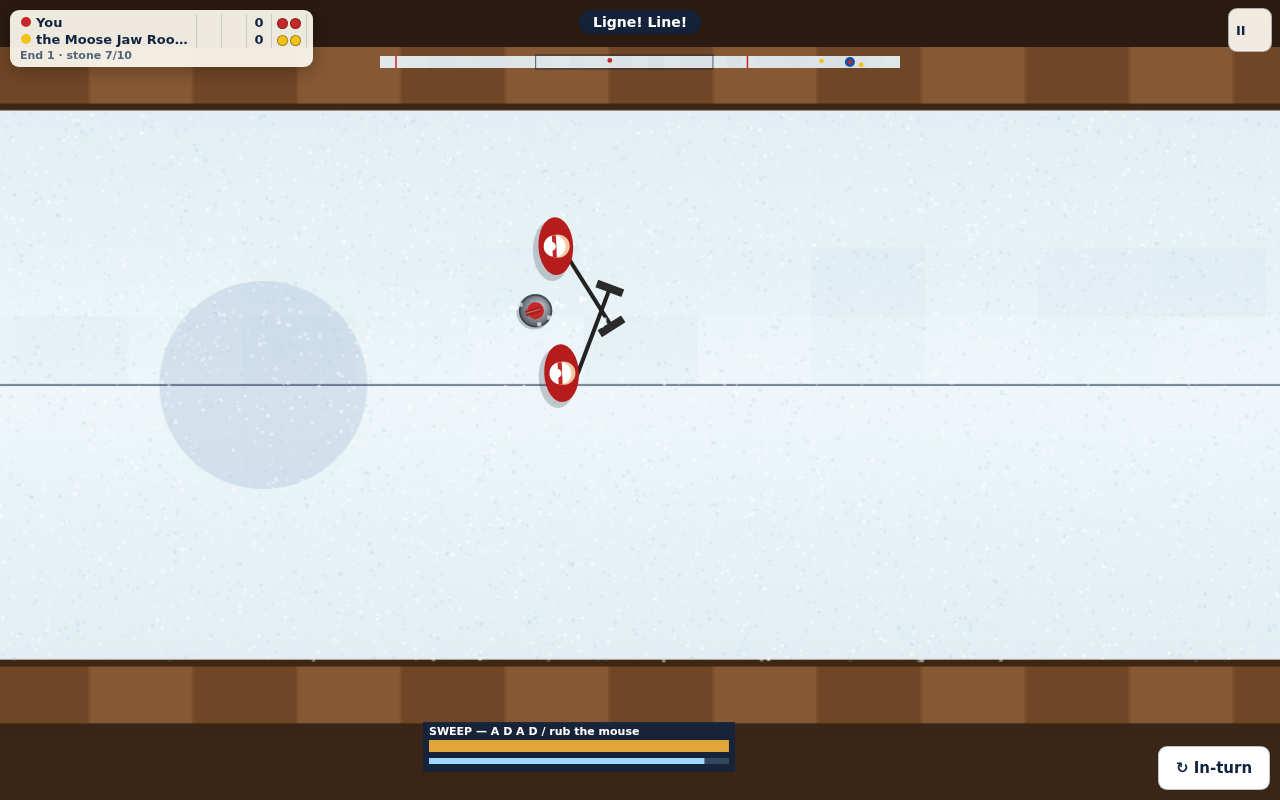 You 0
the Moose Jaw Roo... 0
End 1 · stone 7/10
Ligne! Line!
SWEEP — A D A D / rub the mouse
↻ In-turn